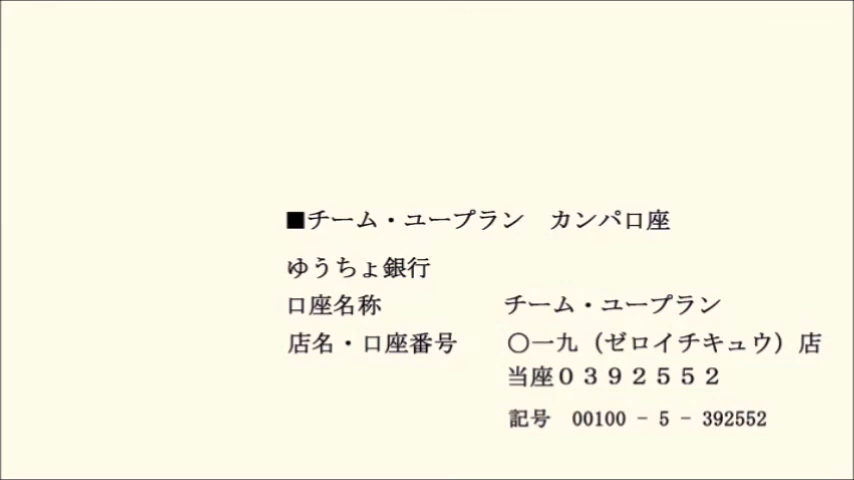 ■チーム・ユープラン　カンパ口座
ゆうちょ銀行
口座名称　チーム・ユープラン
店名・口座番号　〇一九（ゼロイチキュウ）店
当座０３９２５５２
記号　00100 － 5 － 392552